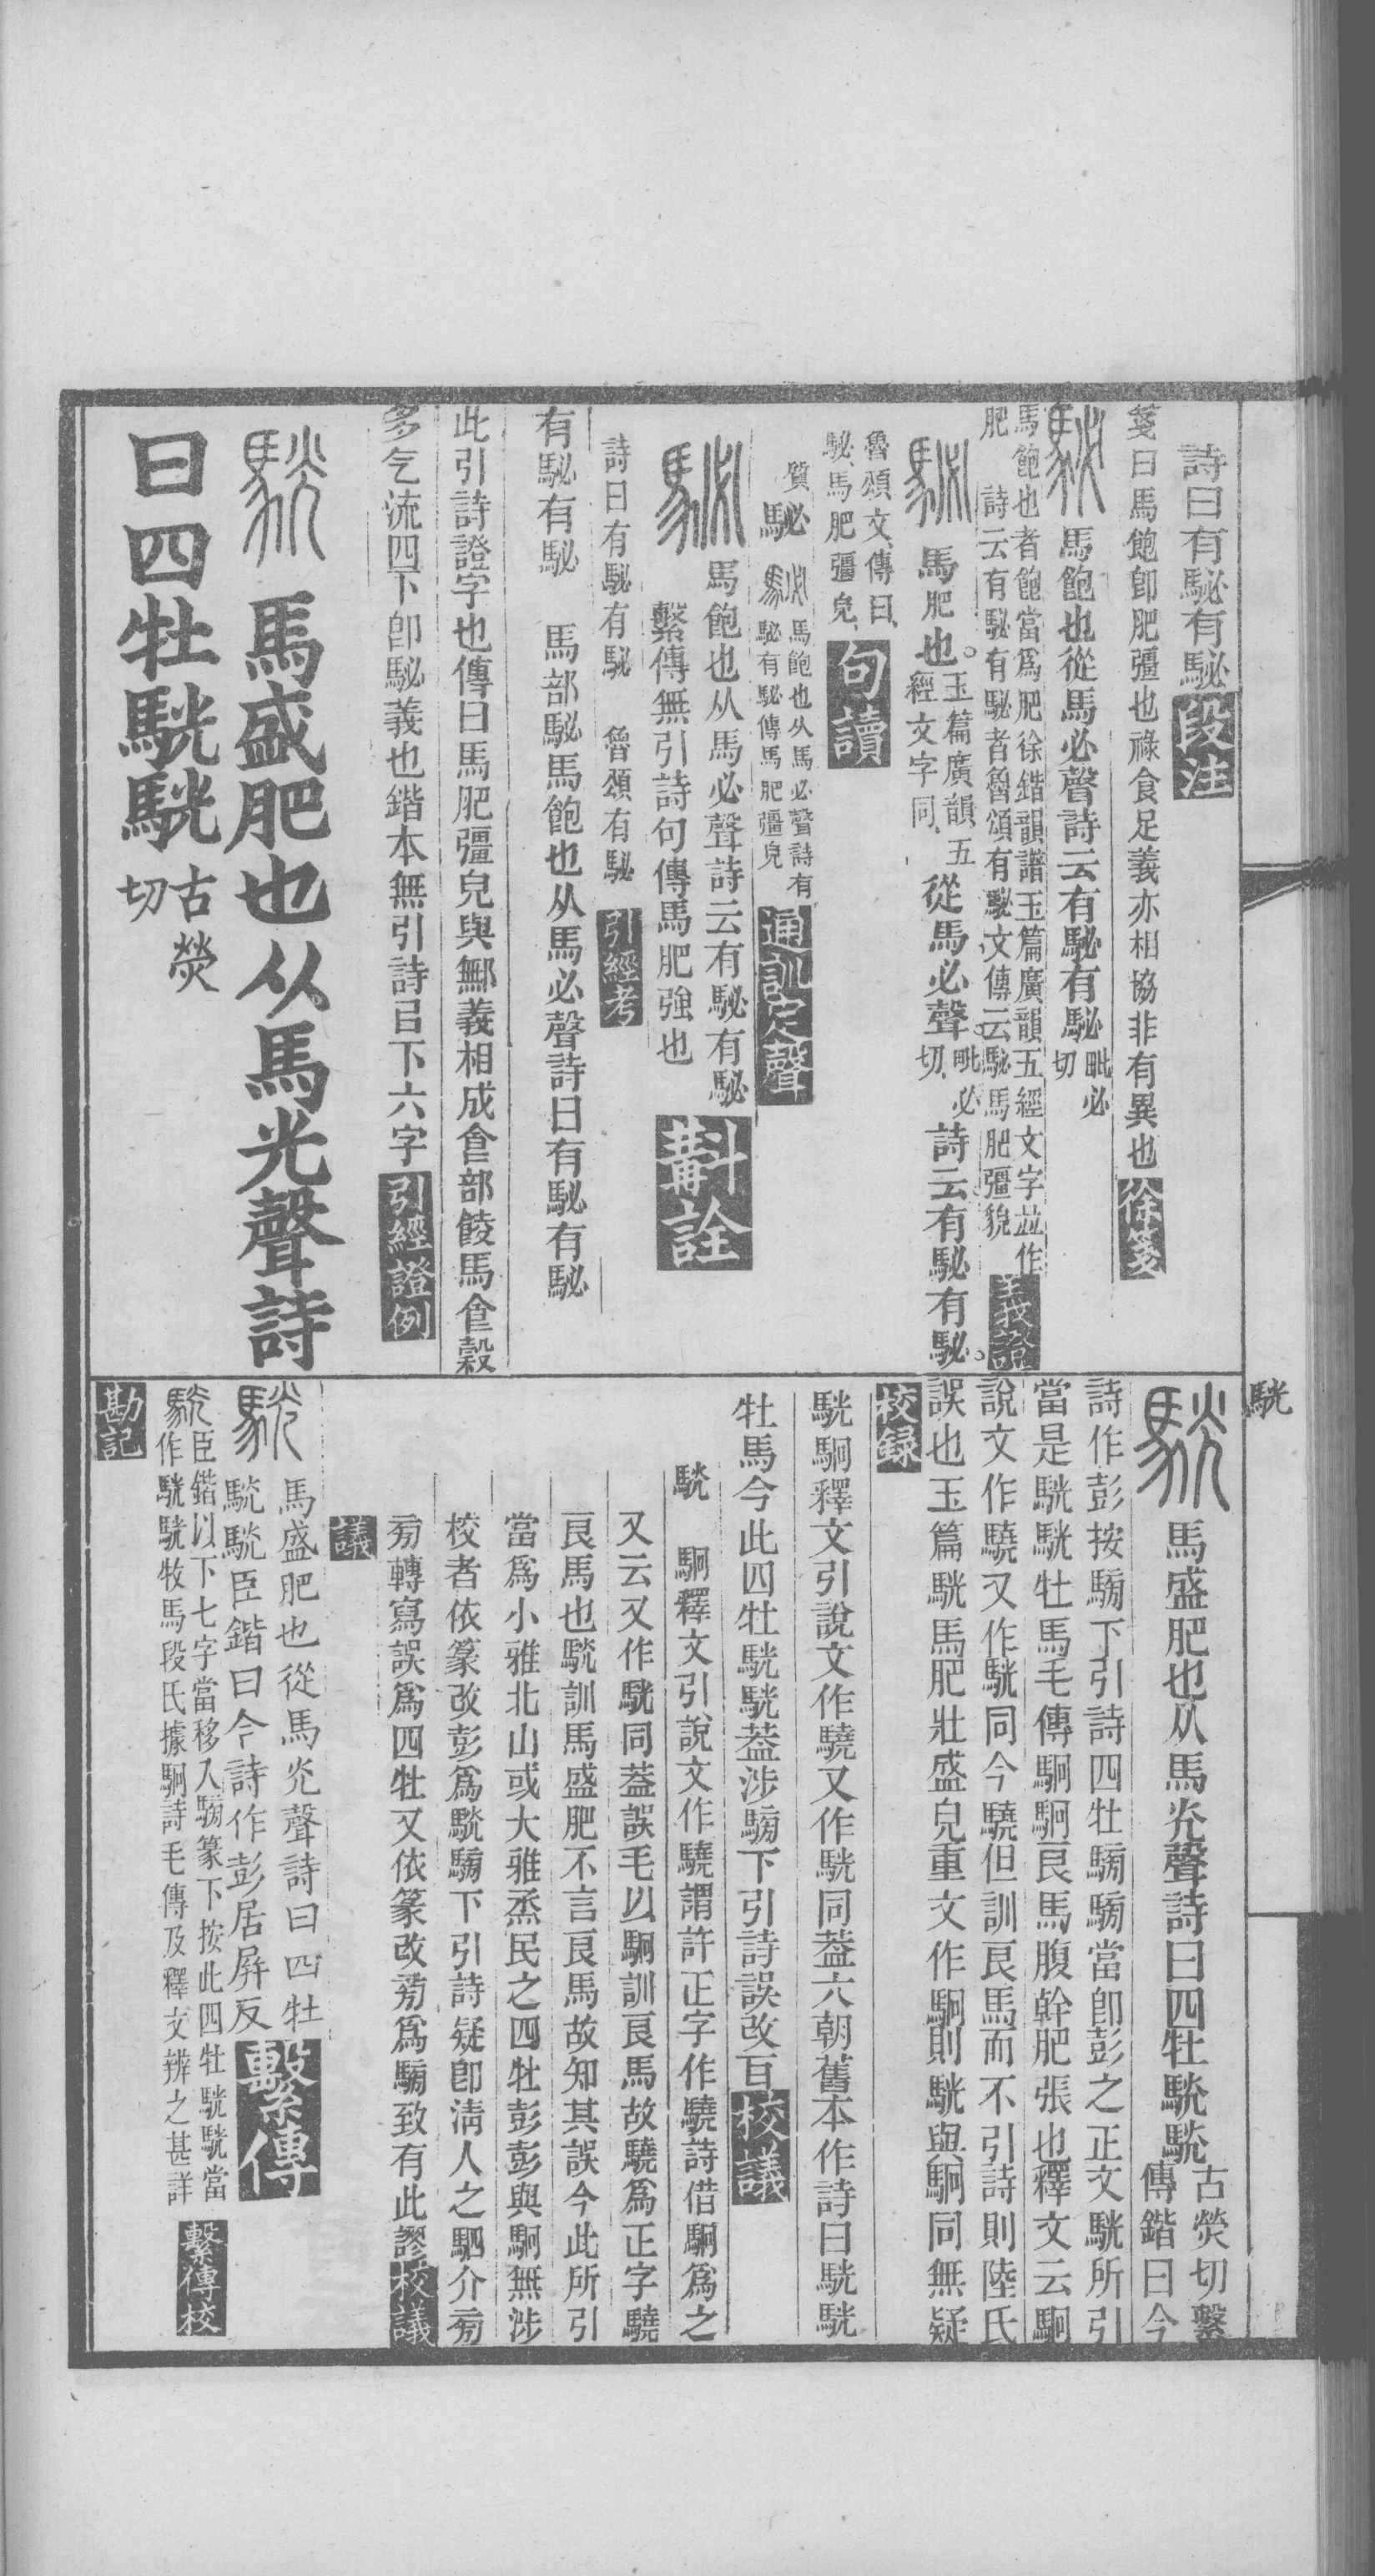 詩曰有駜有駜段注
箋曰馬飽卽肥彊也祿食足義亦相協非有異也徐箋
馬飽也從馬必聲詩云有駜有駜毗必切
馬飽也者飽當爲肥徐鍇韻譜玉篇廣韻五經文字並作
肥 詩云有駜有駜者魯頌有駜文傳云駜馬肥彊貌義證
馬肥也。玉篇廣韻五經文字同、從馬必聲毗必切、詩云有駜有駜。
魯頌文、傳曰、駜、馬肥彊皃、句讀
質駜 馬飽也从馬必聲詩有駜有駜傳馬肥彊皃通訓定聲
馬飽也从馬必聲詩云有駜有駜
繫傳無引詩句傳馬肥強也斠詮
詩曰有駜有駜 魯頌有駜引經考
有駜有駜 馬部駜馬飽也从馬必聲詩曰有駜有駜
此引詩證字也傳曰馬肥彊皃與鄦義相成倉部餧馬倉穀
多气流四下卽駜義也鍇本無引詩㠯下六字引經證例
馬盛肥也从馬光聲詩
曰四牡駫駫古熒切
駫
馬盛肥也从馬炗聲詩曰四牡駫駫古熒切繫傳鍇曰今
詩作彭按騯下引詩四牡騯騯當卽彭之正文駫所引
當是駫駫牡馬毛傳駉駉良馬腹幹肥張也釋文云駉
說文作驍又作駫同今驍但訓良馬而不引詩則陸氏
誤也玉篇駫馬肥壯盛皃重文作駉則駫與駉同無疑
校錄
駫駉釋文引說文作驍又作駫同葢六朝舊本作詩曰駫駫
牡馬今此四牡駫駫葢涉騯下引詩誤改㠯校議
駫 駉釋文引說文作驍謂許正字作驍詩借駉爲之
又云又作駫同葢誤毛以駉訓良馬故驍爲正字驍
良馬也駫訓馬盛肥不言良馬故知其誤今此所引
當爲小雅北山或大雅烝民之四牡彭彭與駉無涉
校者依篆改彭爲駫騯下引詩疑卽淸人之駟介旁
旁轉寫誤爲四牡又依篆改旁爲騯致有此謬校議
議
馬盛肥也從馬炗聲詩曰四牡
駫駫臣鍇曰今詩作彭居屏反繫傳
駫臣鍇以下七字當移入騯篆下按此四牡駫駫當
作駫駫牧馬段氏據駉詩毛傳及釋文辨之甚詳繫傳校
勘記